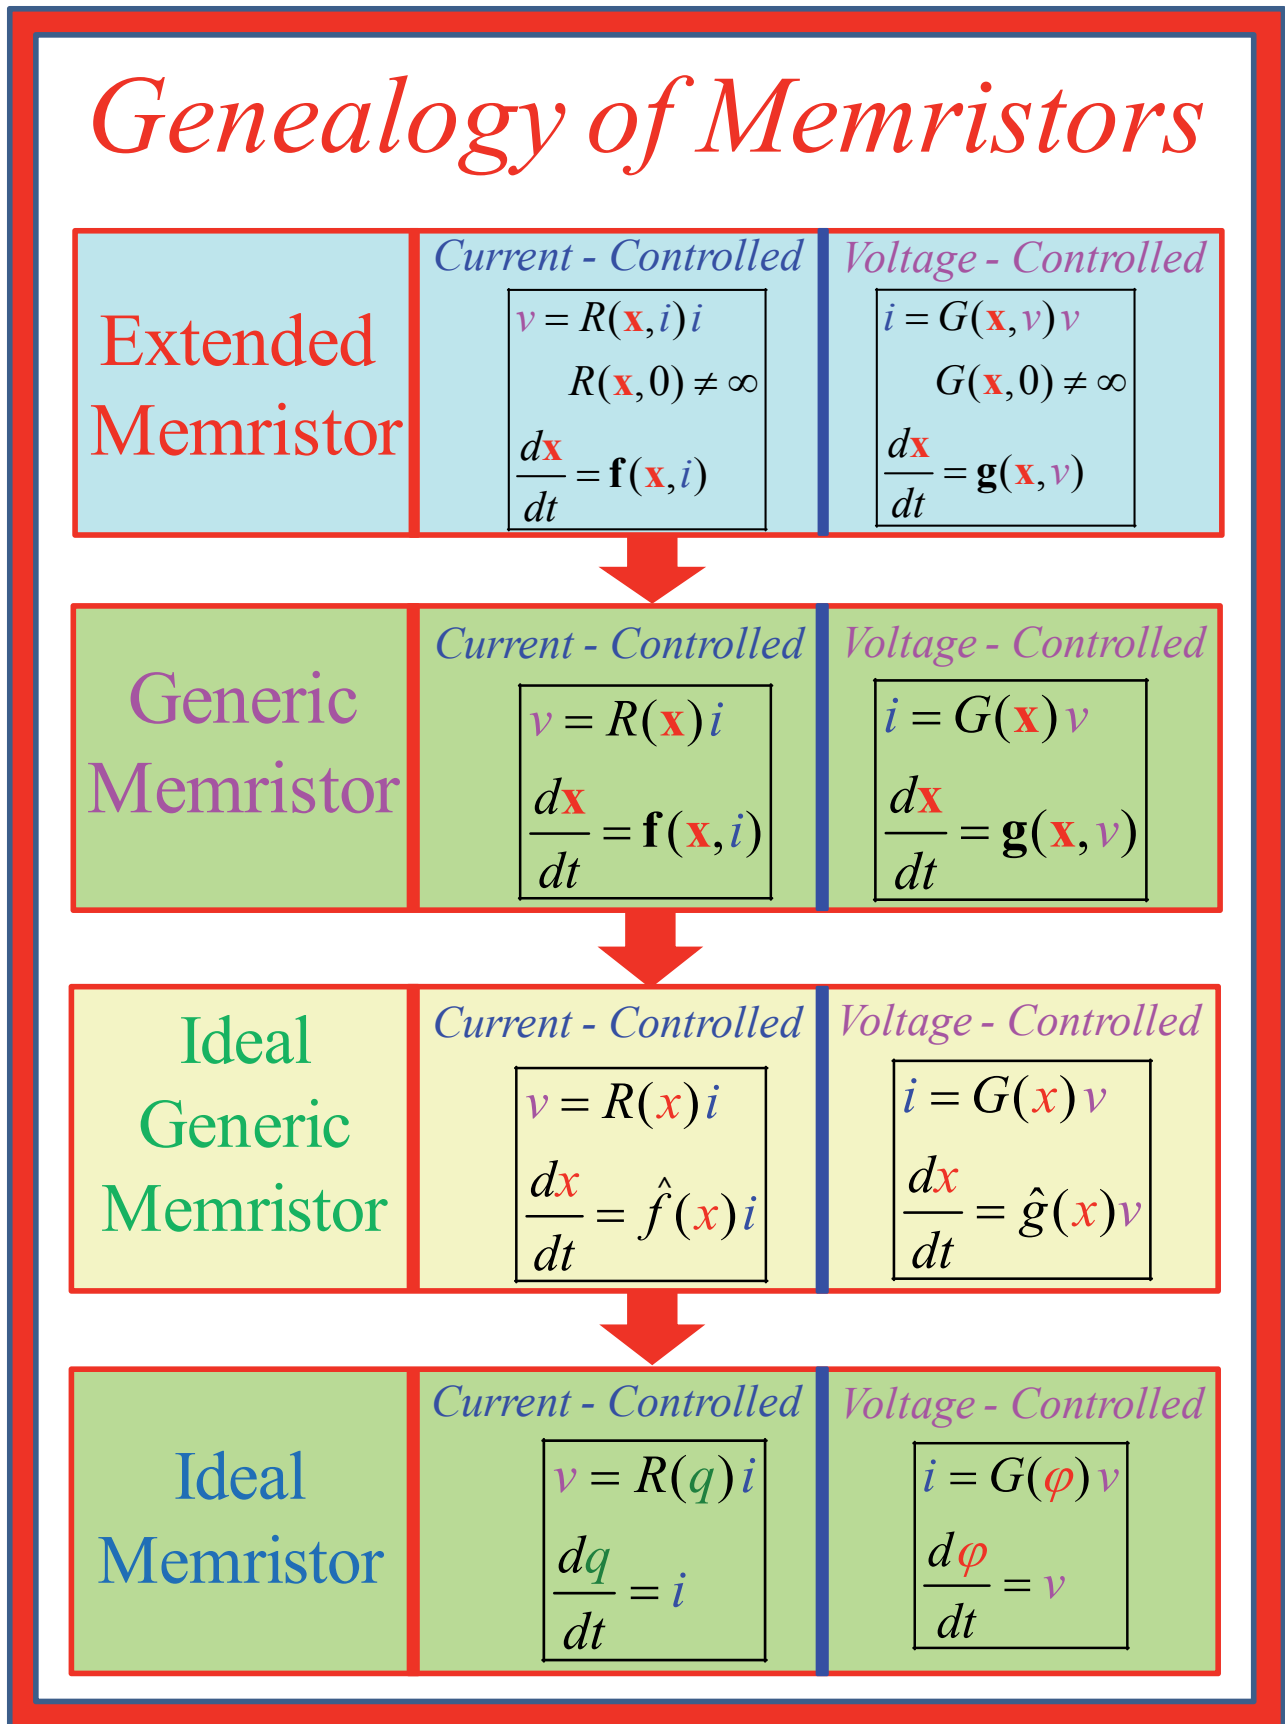 Genealogy of Memristors
Extended
Memristor
Current - Controlled
v = R(x, i) i
R(x, 0) ≠ ∞
dx/dt = f(x, i)
Voltage - Controlled
i = G(x, v) v
G(x, 0) ≠ ∞
dx/dt = g(x, v)
Generic
Memristor
Current - Controlled
v = R(x) i
dx/dt = f(x, i)
Voltage - Controlled
i = G(x) v
dx/dt = g(x, v)
Ideal
Generic
Memristor
Current - Controlled
v = R(x) i
dx/dt = f̂(x) i
Voltage - Controlled
i = G(x) v
dx/dt = ĝ(x) v
Ideal
Memristor
Current - Controlled
v = R(q) i
dq/dt = i
Voltage - Controlled
i = G(φ) v
dφ/dt = v